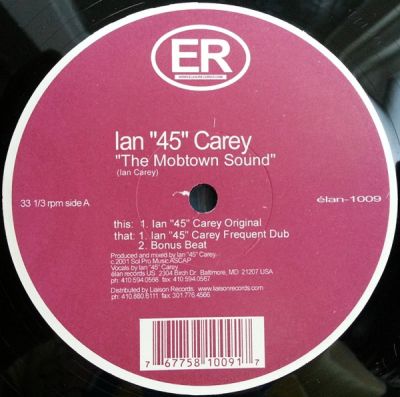 ER
Ian "45" Carey
"The Mobtown Sound"
(Ian Carey)
33 1/3 rpm side A
élan-1009
this: 1. Ian "45" Carey Original
that: 1. Ian "45" Carey Frequent Dub
2. Bonus Beat
Produced and mixed by Ian "45" Carey.
c 2001 Sol Pro Music ASCAP
Vocals by Ian "45" Carey
élan records US 2304 Birch Dr. Baltimore, MD 21207 USA
ph 410.594.0566 fax 410.594.0567
Distributed by Liaison Records. www.liaisonrecords.com
ph: 410.880.8111 fax 301.776.4566
7 67758 10091 7